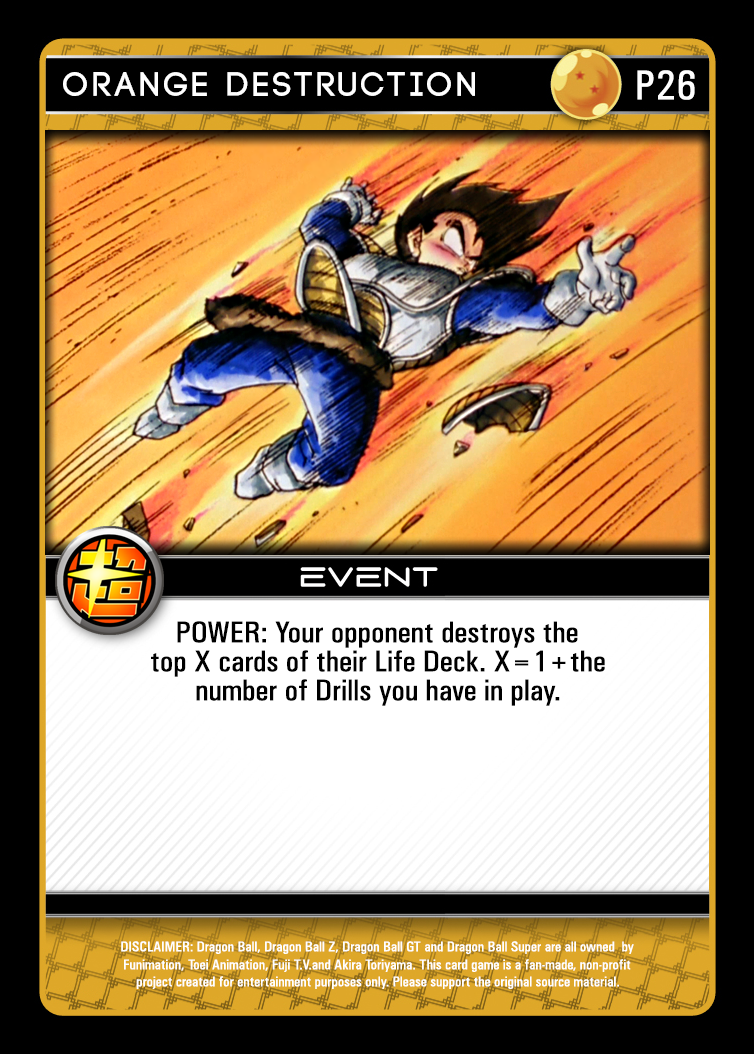 ORANGE DESTRUCTION
P26
超
EVENT
POWER: Your opponent destroys the
top X cards of their Life Deck. X = 1 + the
number of Drills you have in play.
DISCLAIMER: Dragon Ball, Dragon Ball Z, Dragon Ball GT and Dragon Ball Super are all owned by
Funimation, Toei Animation, Fuji T.V.and Akira Toriyama. This card game is a fan-made, non-profit
project created for entertainment purposes only. Please support the original source material.